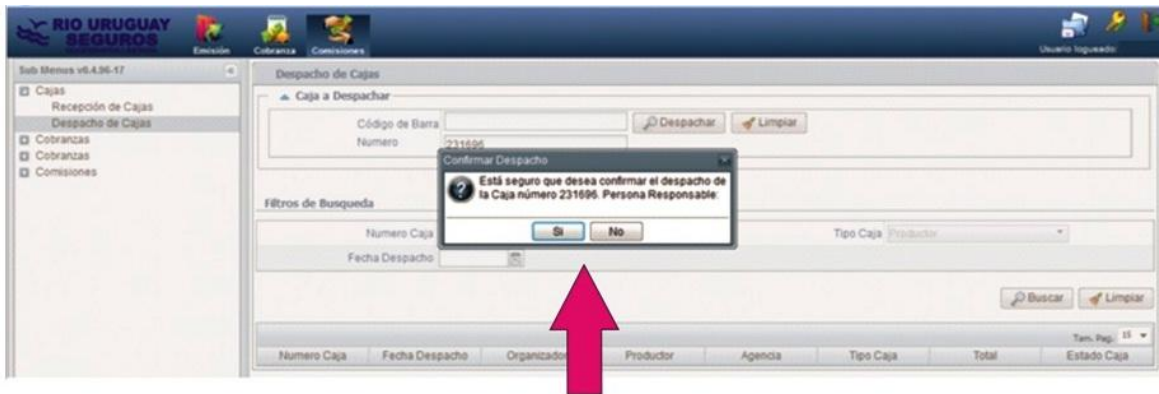 RIO URUGUAY
SEGUROS
Emisión
Cobranza
Comisiones
Usuario logueado:
Sub Menus v0.4.96-17
Cajas
Recepción de Cajas
Despacho de Cajas
Cobranzas
Cobranzas
Comisiones
Despacho de Cajas
Caja a Despachar
Código de Barra
Despachar
Limpiar
Numero
231696
Confirmar Despacho
Está seguro que desea confirmar el despacho de
la Caja número 231696. Persona Responsable:
Si
No
Filtros de Busqueda
Numero Caja
Tipo Caja
Productor
Fecha Despacho
Buscar
Limpiar
Tam. Pag.
15
Numero Caja
Fecha Despacho
Organizador
Productor
Agencia
Tipo Caja
Total
Estado Caja